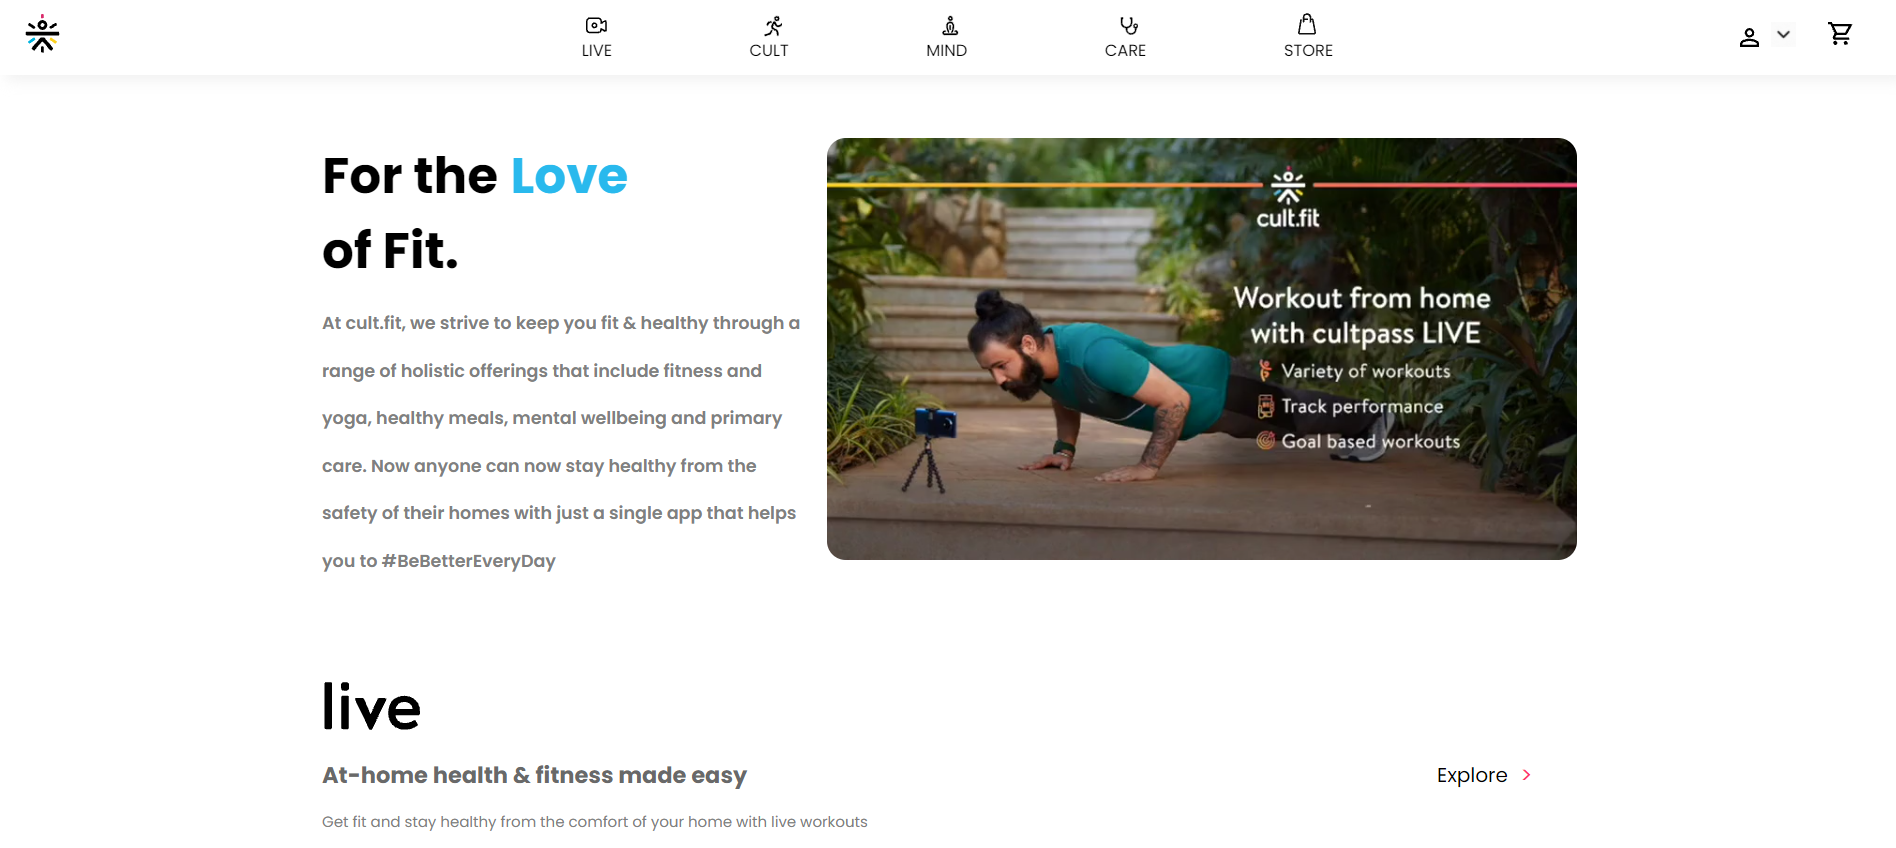 LIVE
CULT
MIND
CARE
STORE
For the Love
of Fit.
At cult.fit, we strive to keep you fit & healthy through a
range of holistic offerings that include fitness and
yoga, healthy meals, mental wellbeing and primary
care. Now anyone can now stay healthy from the
safety of their homes with just a single app that helps
you to #BeBetterEveryDay
cult.fit
Workout from home
with cultpass LIVE
Variety of workouts
Track performance
Goal based workouts
live
At-home health & fitness made easy
Explore
Get fit and stay healthy from the comfort of your home with live workouts